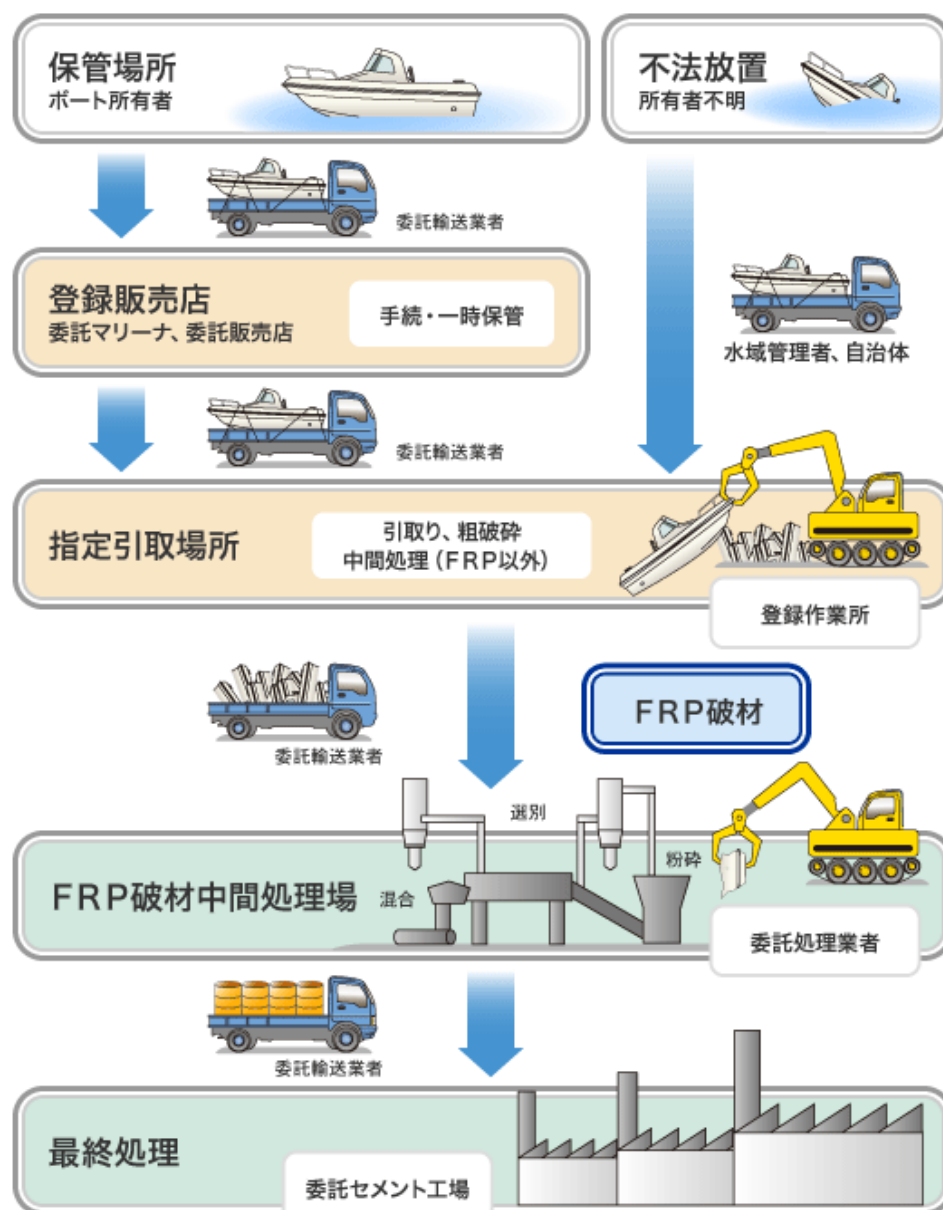 保管場所
ボート所有者
不法放置
所有者不明
委託輸送業者
登録販売店
委託マリーナ、委託販売店
手続・一時保管
水域管理者、自治体
委託輸送業者
指定引取場所
引取り、粗破砕
中間処理（FRP以外）
登録作業所
FRP破材
委託輸送業者
選別
粉砕
混合
FRP破材中間処理場
委託処理業者
委託輸送業者
最終処理
委託セメント工場